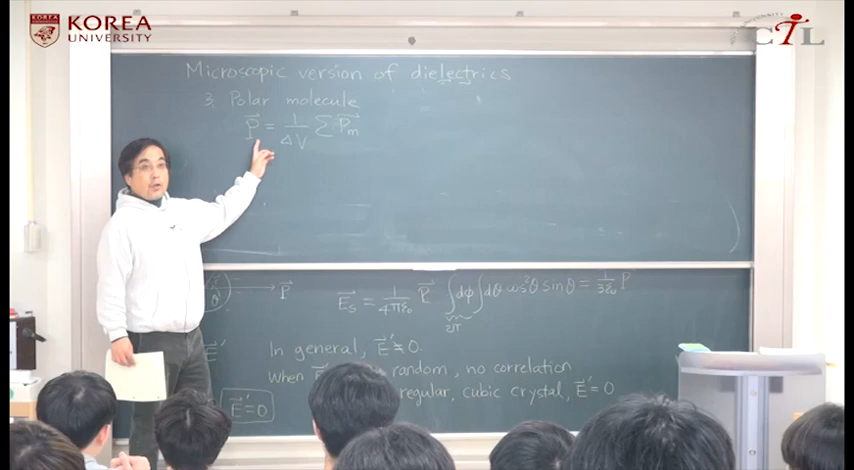 KOREA
UNIVERSITY
CTL
Microscopic version of dielectrics
3. Polar molecule
P⃗ = 1/ΔV Σ P⃗m
θ → P⃗
E⃗s = 1/4πε₀ P⃗ ∫dφ ∫dθ cos²θ sinθ = 1/3ε₀ P⃗
2π
E⃗′ In general, E⃗′ ≠ 0.
When random, no correlation
regular, cubic crystal, E⃗′ = 0
E⃗′ = 0